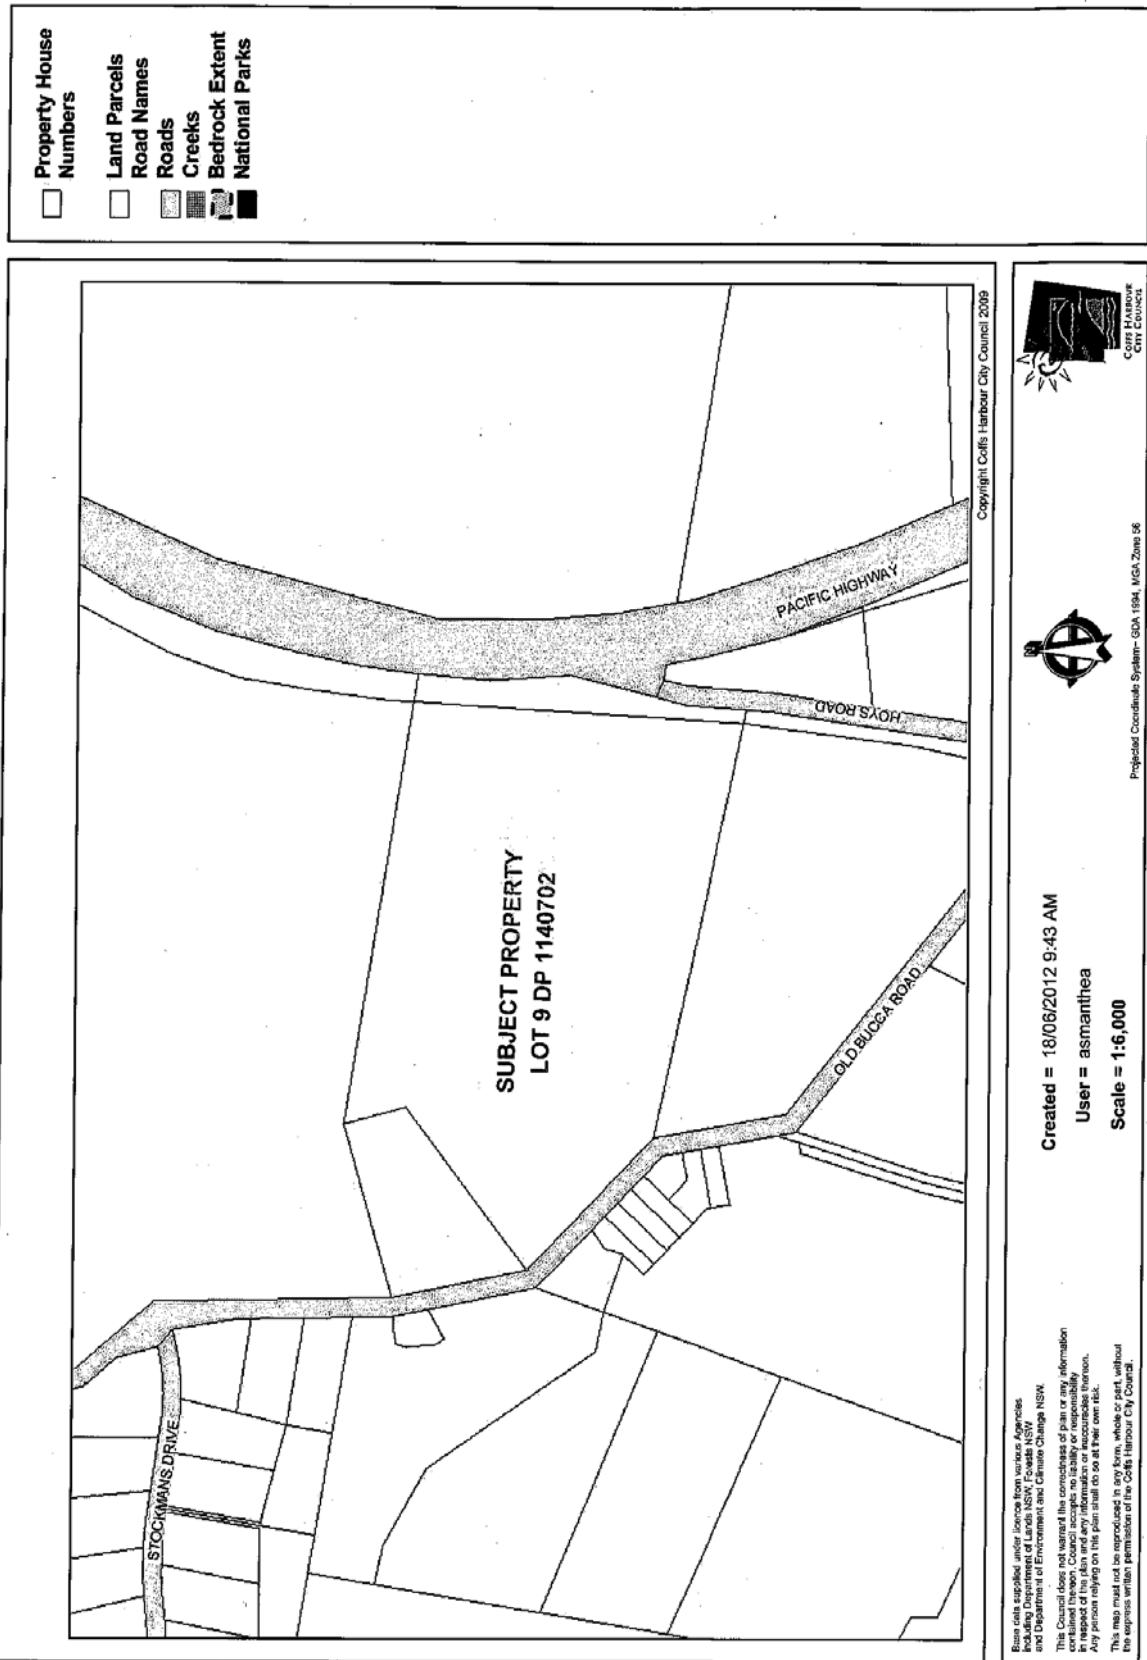 Property House
Numbers
Land Parcels
Road Names
Roads
Creeks
Bedrock Extent
National Parks
STOCKMANS DRIVE
SUBJECT PROPERTY
LOT 9 DP 1140702
OLD BUCCA ROAD
HOYS ROAD
PACIFIC HIGHWAY
Copyright Coffs Harbour City Council 2009
Base data supplied under licence from various Agencies
including Department of Lands NSW, Forests NSW
and Department of Environment and Climate Change NSW.
This Council does not warrant the correctness of plan or any information
contained thereon. Council accepts no liability or responsibility
in respect of the plan and any information or inaccuracies thereon.
Any person relying on this plan shall do so at their own risk.
This map must not be reproduced in any form, whole or part, without
the express written permission of the Coffs Harbour City Council.
Created = 18/06/2012 9:43 AM
User = asmanthea
Scale = 1:6,000
N
Projected Coordinate System - GDA 1994, MGA Zone 56
COFFS HARBOUR
CITY COUNCIL